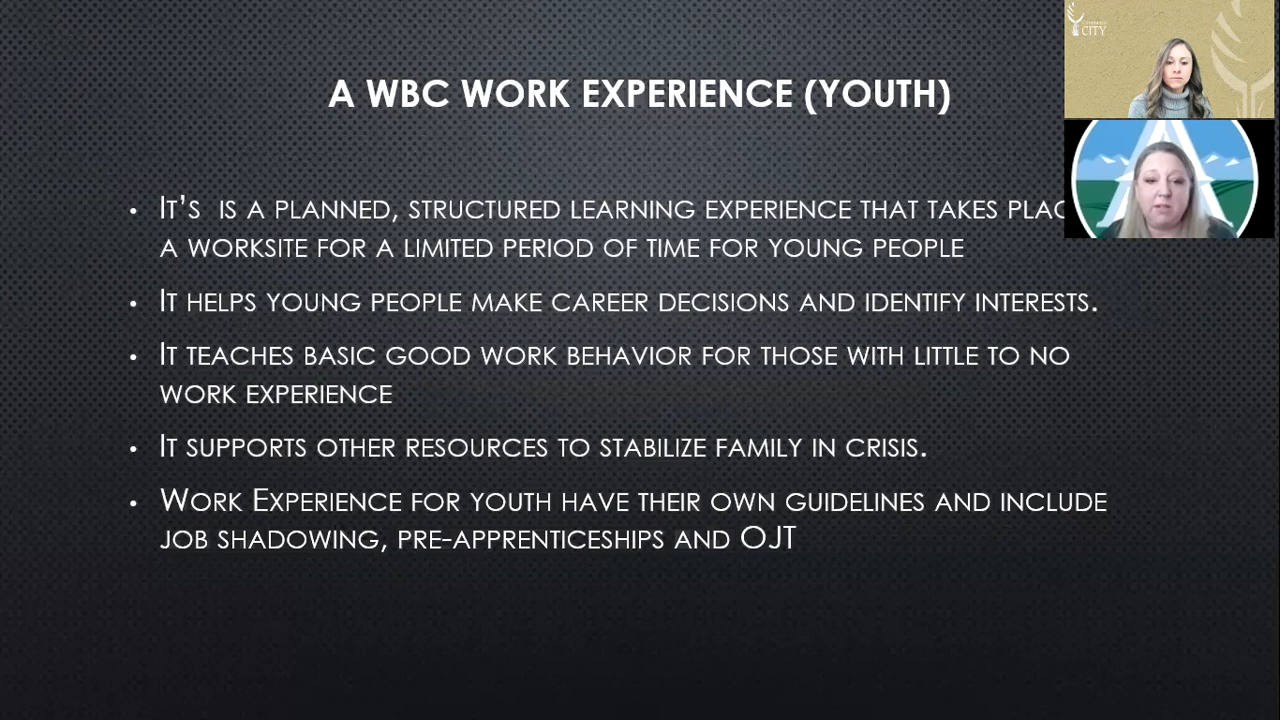 A WBC WORK EXPERIENCE (YOUTH)
CITY
• IT'S IS A PLANNED, STRUCTURED LEARNING EXPERIENCE THAT TAKES
A WORKSITE FOR A LIMITED PERIOD OF TIME FOR YOUNG PEOPLE
• IT HELPS YOUNG PEOPLE MAKE CAREER DECISIONS AND IDENTIFY INTERESTS.
• IT TEACHES BASIC GOOD WORK BEHAVIOR FOR THOSE WITH LITTLE TO NO
WORK EXPERIENCE
• IT SUPPORTS OTHER RESOURCES TO STABILIZE FAMILY IN CRISIS.
• WORK EXPERIENCE FOR YOUTH HAVE THEIR OWN GUIDELINES AND INCLUDE
JOB SHADOWING, PRE-APPRENTICESHIPS AND OJT